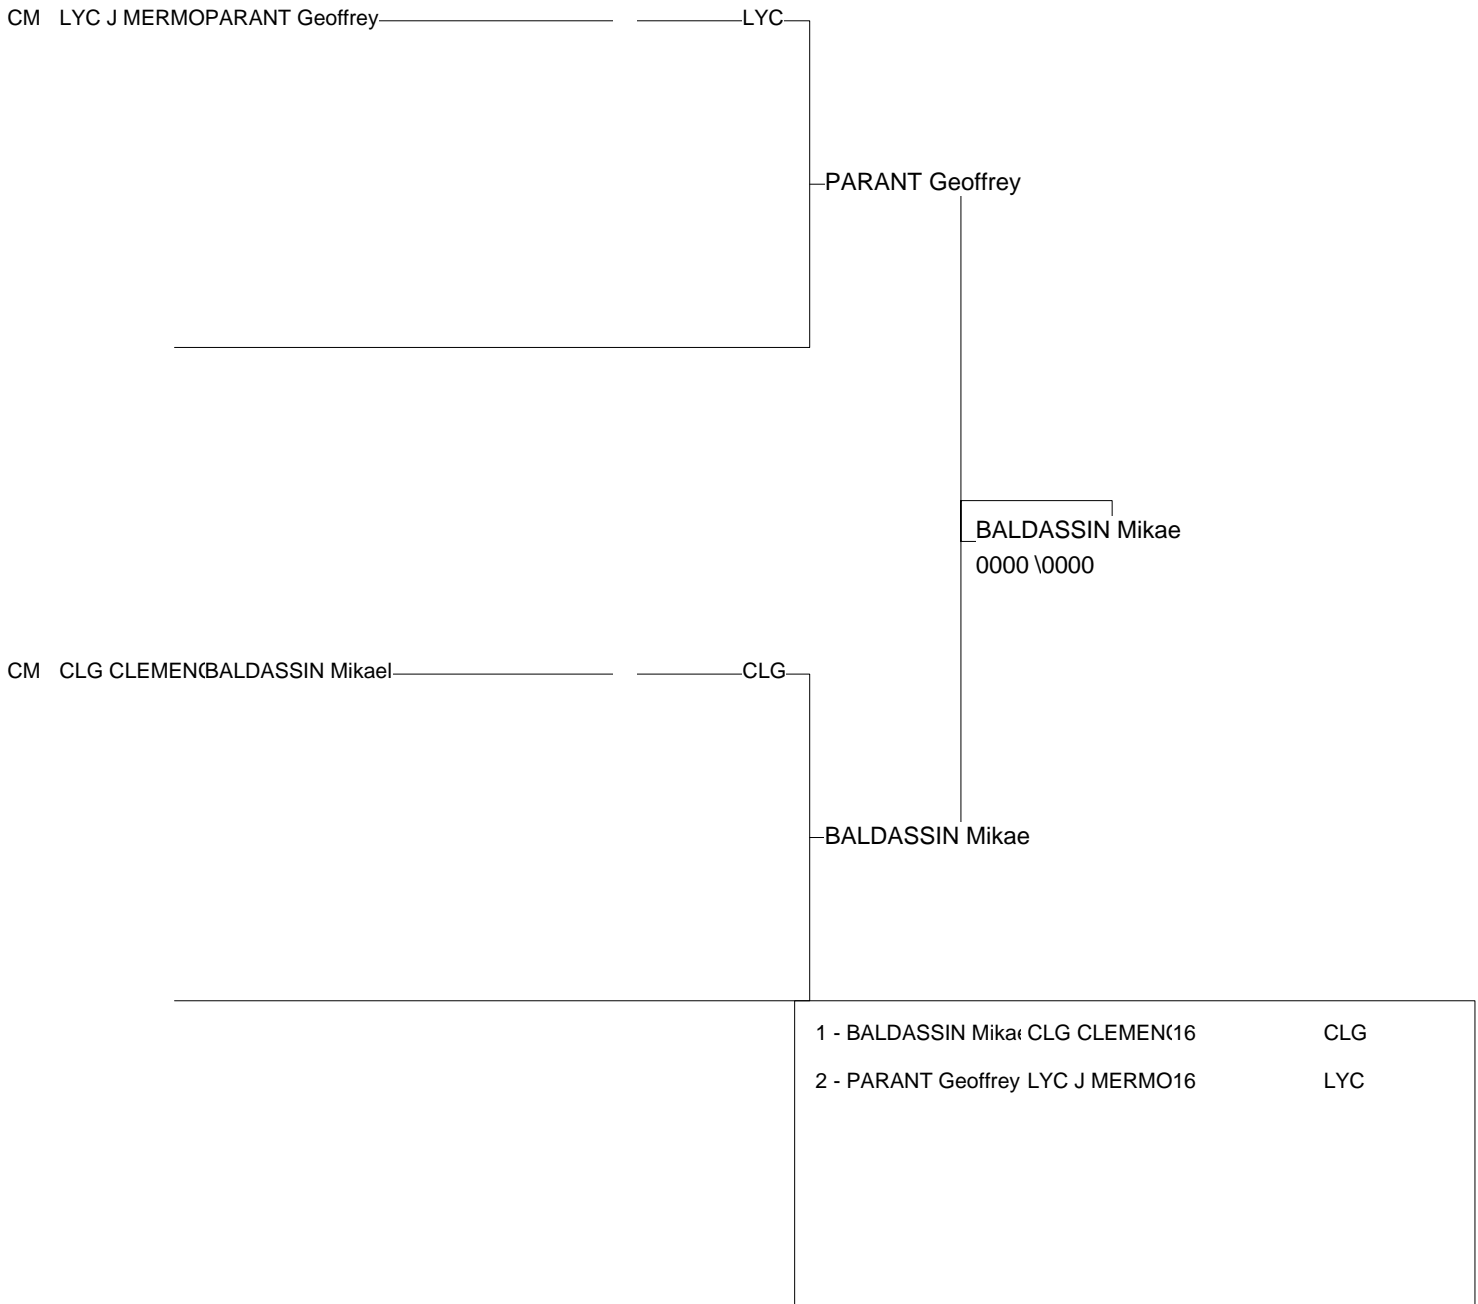 CM LYC J MERMOPARANT Geoffrey LYC
PARANT Geoffrey
BALDASSIN Mikae
0000 \0000
CM CLG CLEMEN(BALDASSIN Mikael CLG
BALDASSIN Mikae
1 - BALDASSIN Mikae CLG CLEMEN(16 CLG
2 - PARANT Geoffrey LYC J MERMO16 LYC